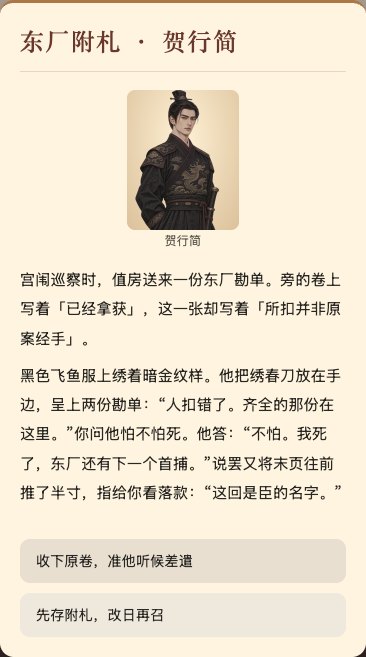 东厂附札 · 贺行简
贺行简
宫闱巡察时，值房送来一份东厂勘单。旁的卷上
写着「已经拿获」，这一张却写着「所扣并非原
案经手」。
黑色飞鱼服上绣着暗金纹样。他把绣春刀放在手
边，呈上两份勘单：“人扣错了。齐全的那份在
这里。”你问他怕不怕死。他答：“不怕。我死
了，东厂还有下一个首捕。”说罢又将末页往前
推了半寸，指给你看落款：“这回是臣的名字。”
收下原卷，准他听候差遣
先存附札，改日再召